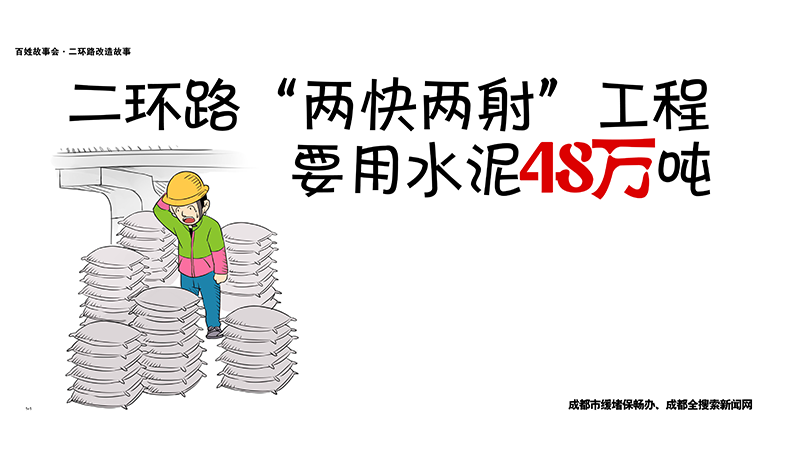 百姓故事会·二环路改造故事
二环路“两快两射”工程
要用水泥48万吨
成都市缓堵保畅办、成都全搜索新闻网